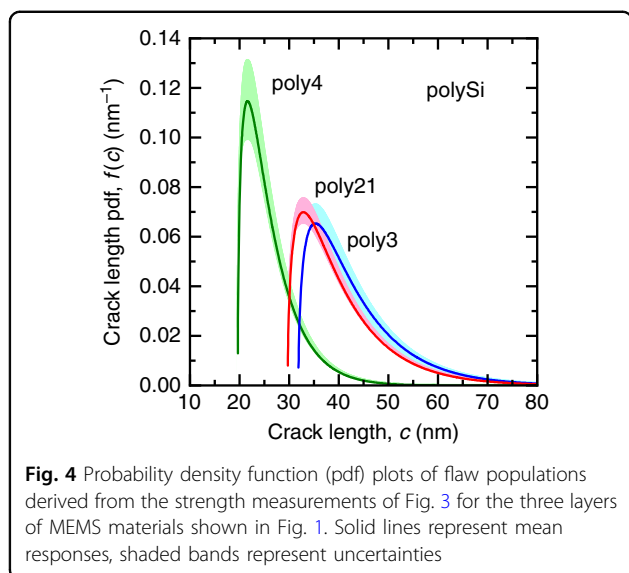 0.14
0.12
0.10
0.08
0.06
0.04
0.02
0.00
Crack length pdf, f(c) (nm⁻¹)
poly4
polySi
poly21
poly3
10 20 30 40 50 60 70 80
Crack length, c (nm)
Fig. 4 Probability density function (pdf) plots of flaw populations
derived from the strength measurements of Fig. 3 for the three layers
of MEMS materials shown in Fig. 1. Solid lines represent mean
responses, shaded bands represent uncertainties